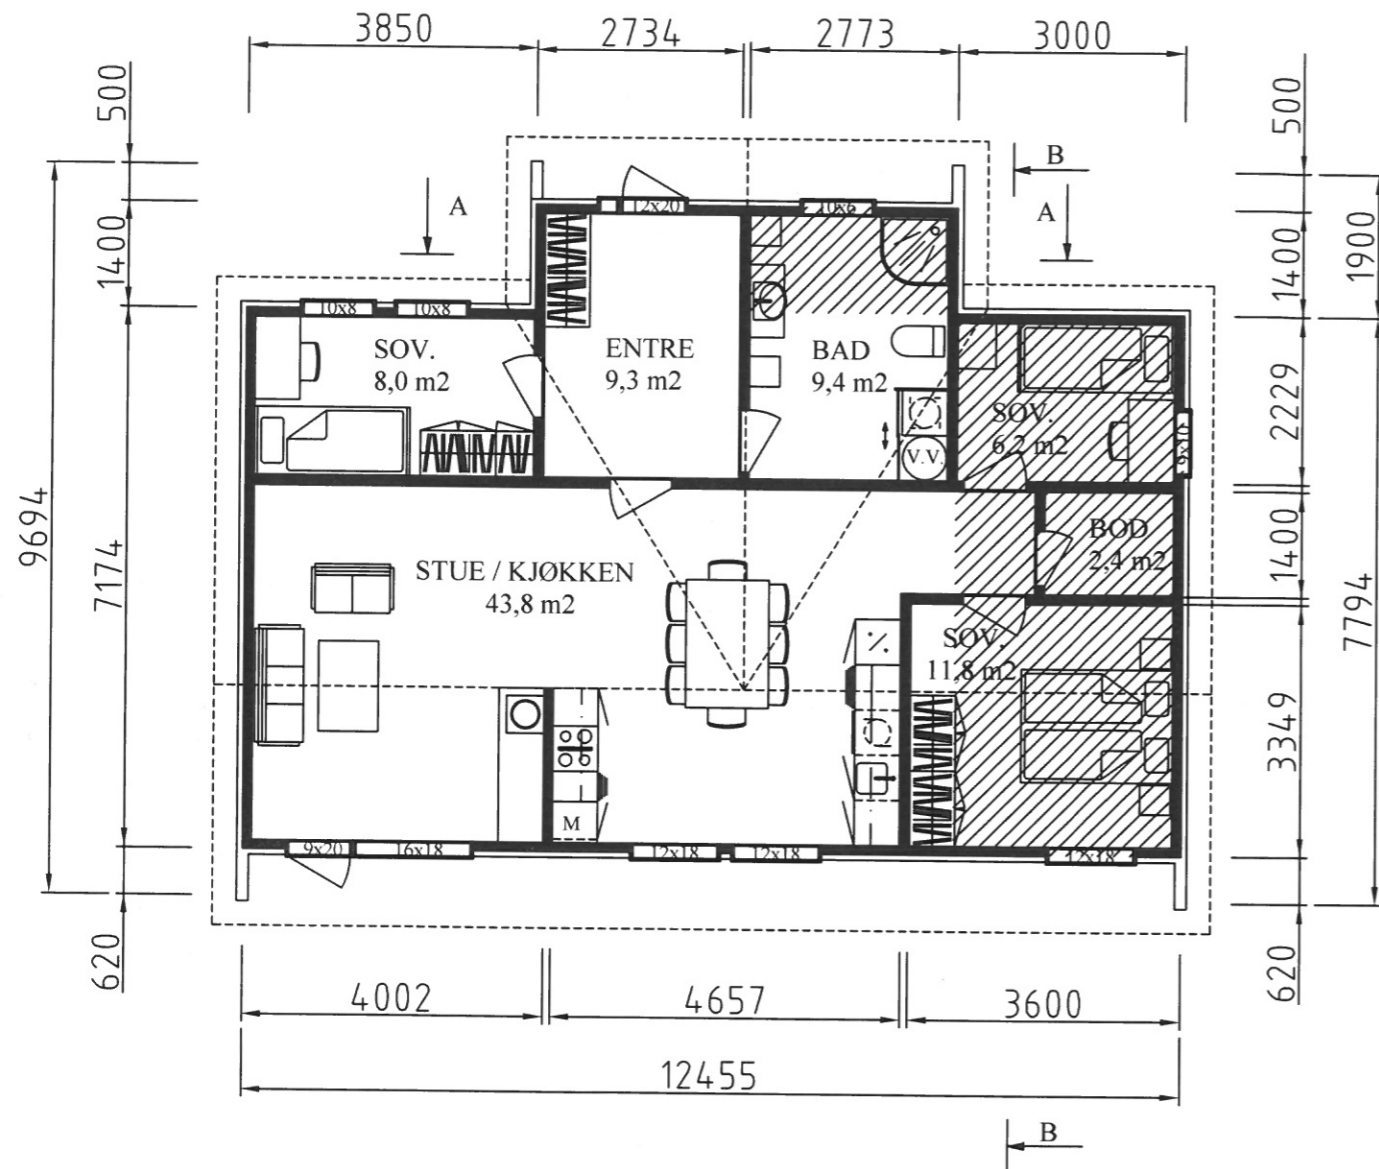 3850
2734
2773
3000
500
500
B
A
A
1400
1400
1900
12x20
10x6
10x8
10x8
SOV.
8,0 m2
ENTRE
9,3 m2
BAD
9,4 m2
SOV.
6,2 m2
9x10
V.V.
2229
9694
7174
7794
STUE / KJØKKEN
43,8 m2
BOD
2,4 m2
1400
SOV.
11,8 m2
3349
M
9x20
16x18
12x18
12x18
12x18
620
620
4002
4657
3600
12455
B